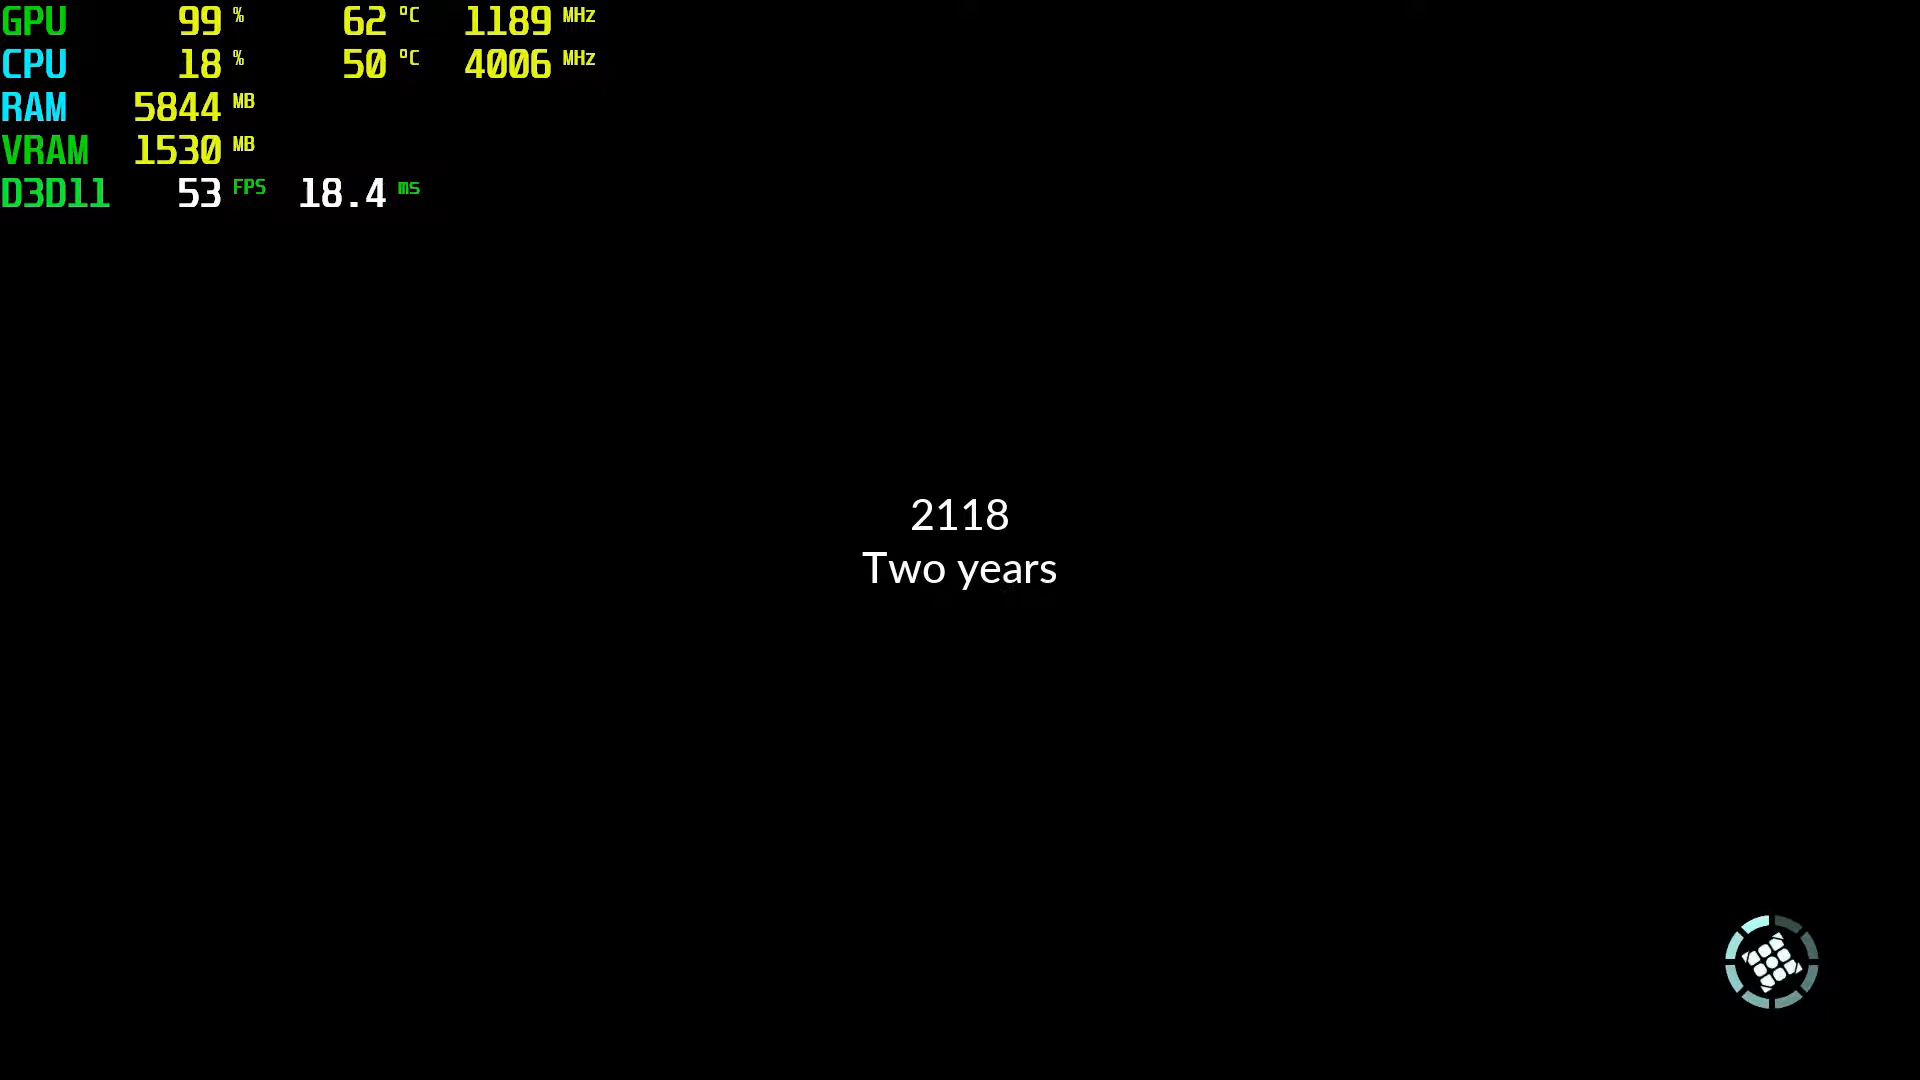 GPU 99 % 62 °C 1189 MHz
CPU 18 % 50 °C 4006 MHz
RAM 5844 MB
VRAM 1530 MB
D3D11 53 FPS 18.4 ms
2118
Two years